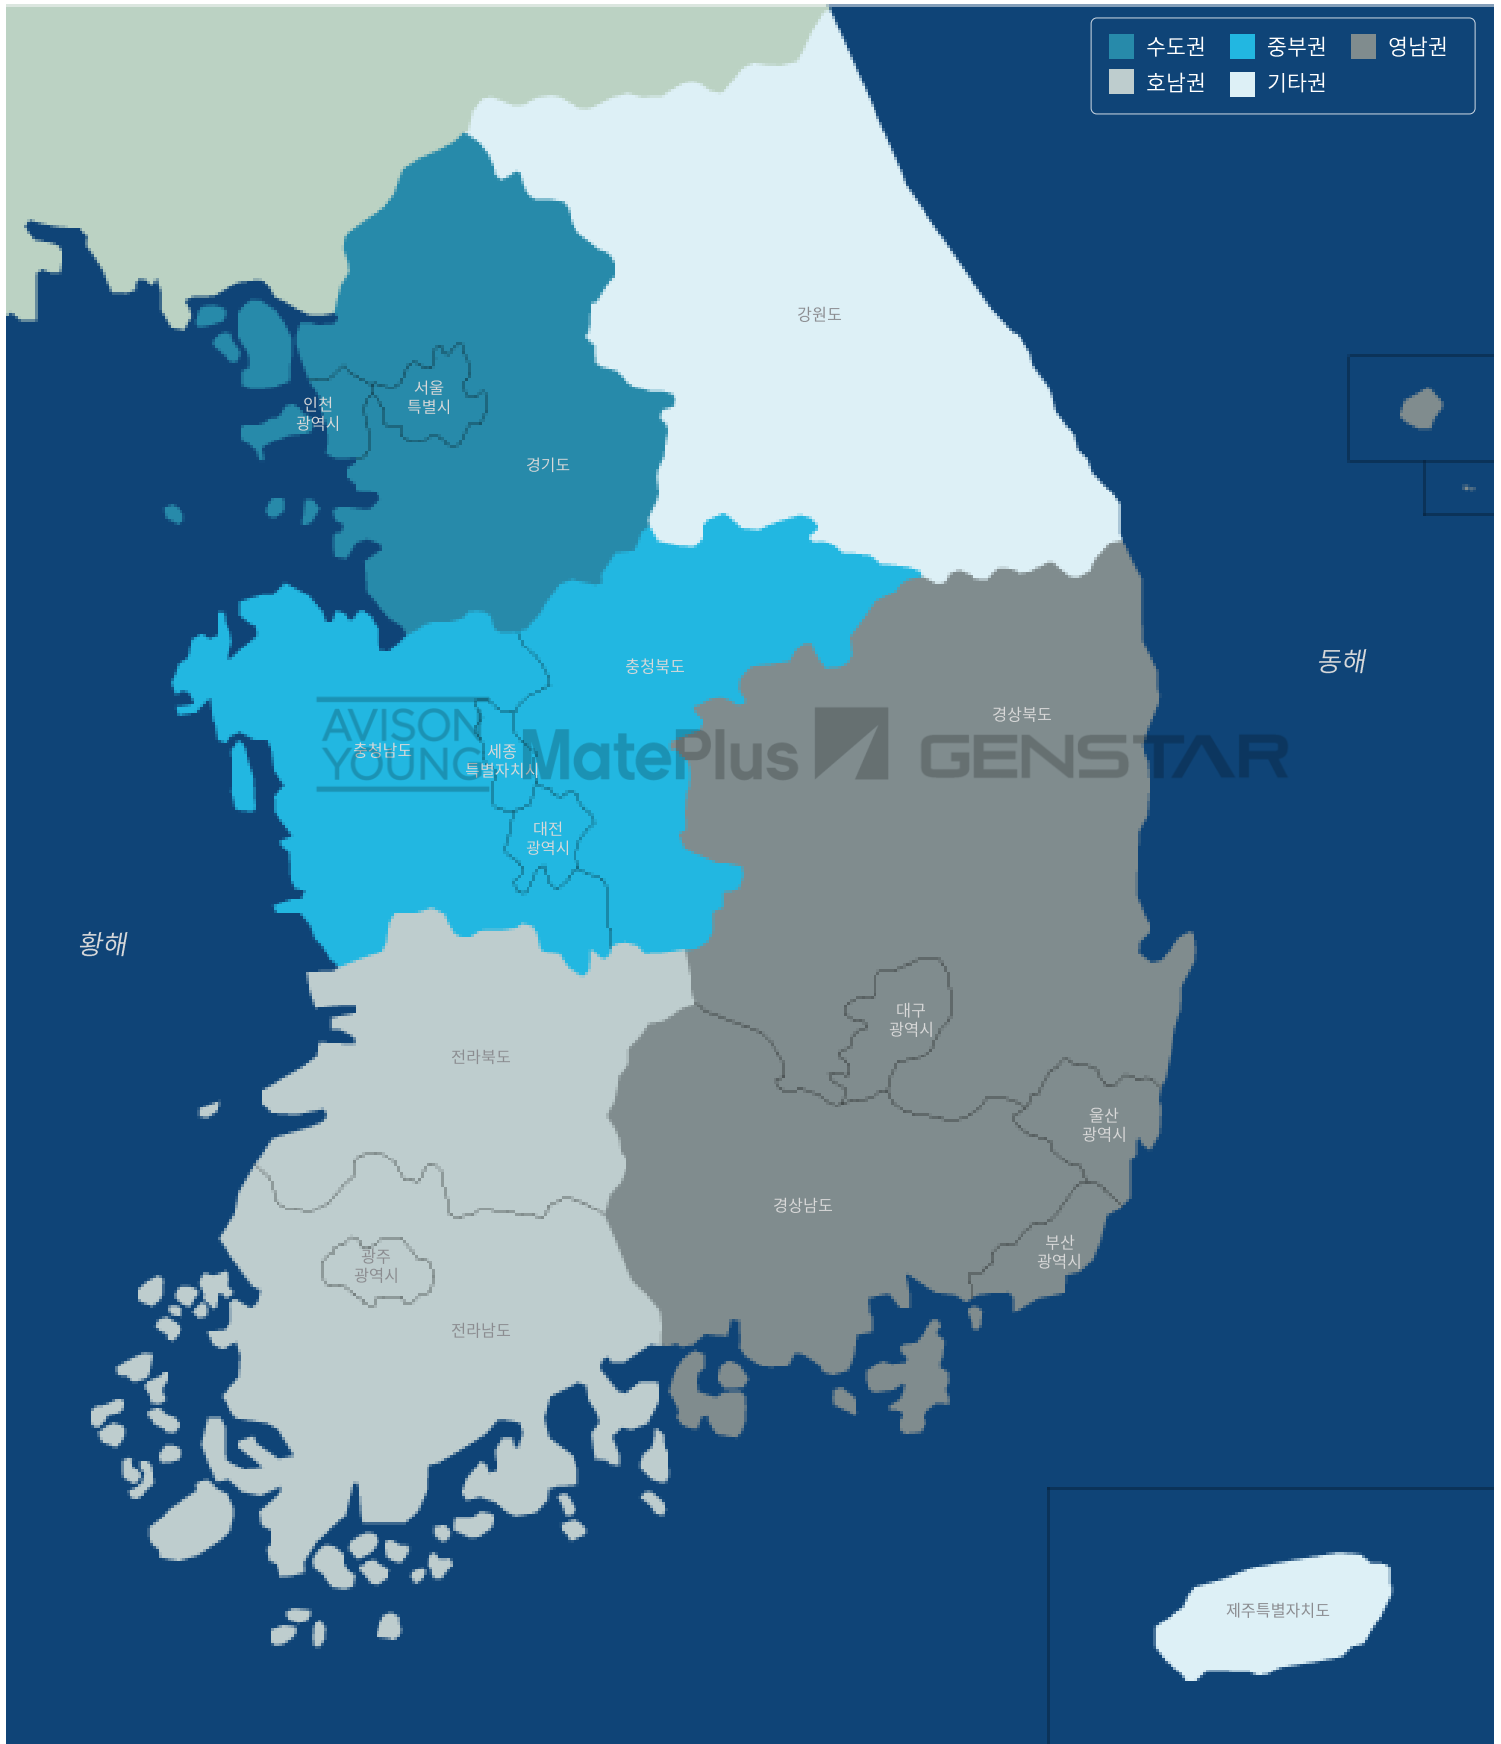 수도권
중부권
영남권
호남권
기타권
강원도
서울
특별시
인천
광역시
경기도
동해
충청북도
경상북도
AVISON
YOUNG
충청남도
세종
특별자치시
MatePlus
GENSTAR
대전
광역시
황해
대구
광역시
전라북도
울산
광역시
경상남도
부산
광역시
광주
광역시
전라남도
제주특별자치도